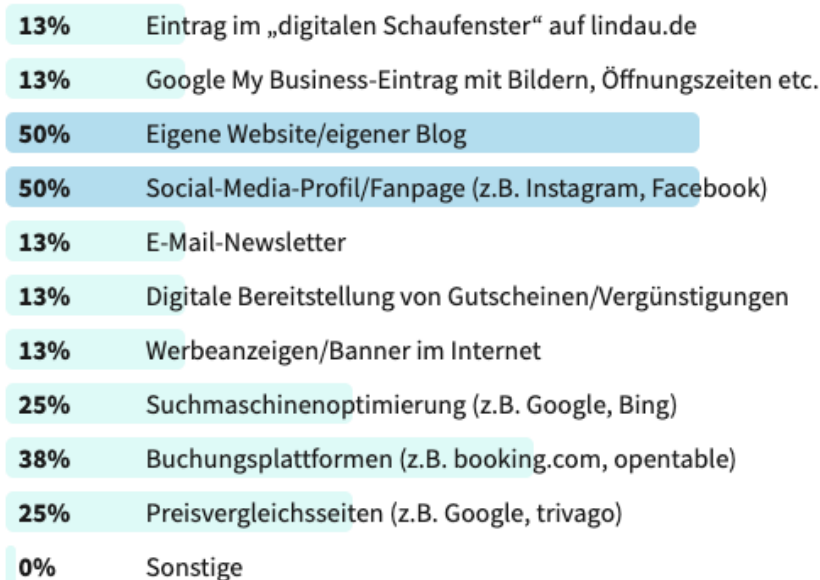 13% Eintrag im „digitalen Schaufenster“ auf lindau.de
13% Google My Business-Eintrag mit Bildern, Öffnungszeiten etc.
50% Eigene Website/eigener Blog
50% Social-Media-Profil/Fanpage (z.B. Instagram, Facebook)
13% E-Mail-Newsletter
13% Digitale Bereitstellung von Gutscheinen/Vergünstigungen
13% Werbeanzeigen/Banner im Internet
25% Suchmaschinenoptimierung (z.B. Google, Bing)
38% Buchungsplattformen (z.B. booking.com, opentable)
25% Preisvergleichsseiten (z.B. Google, trivago)
0% Sonstige